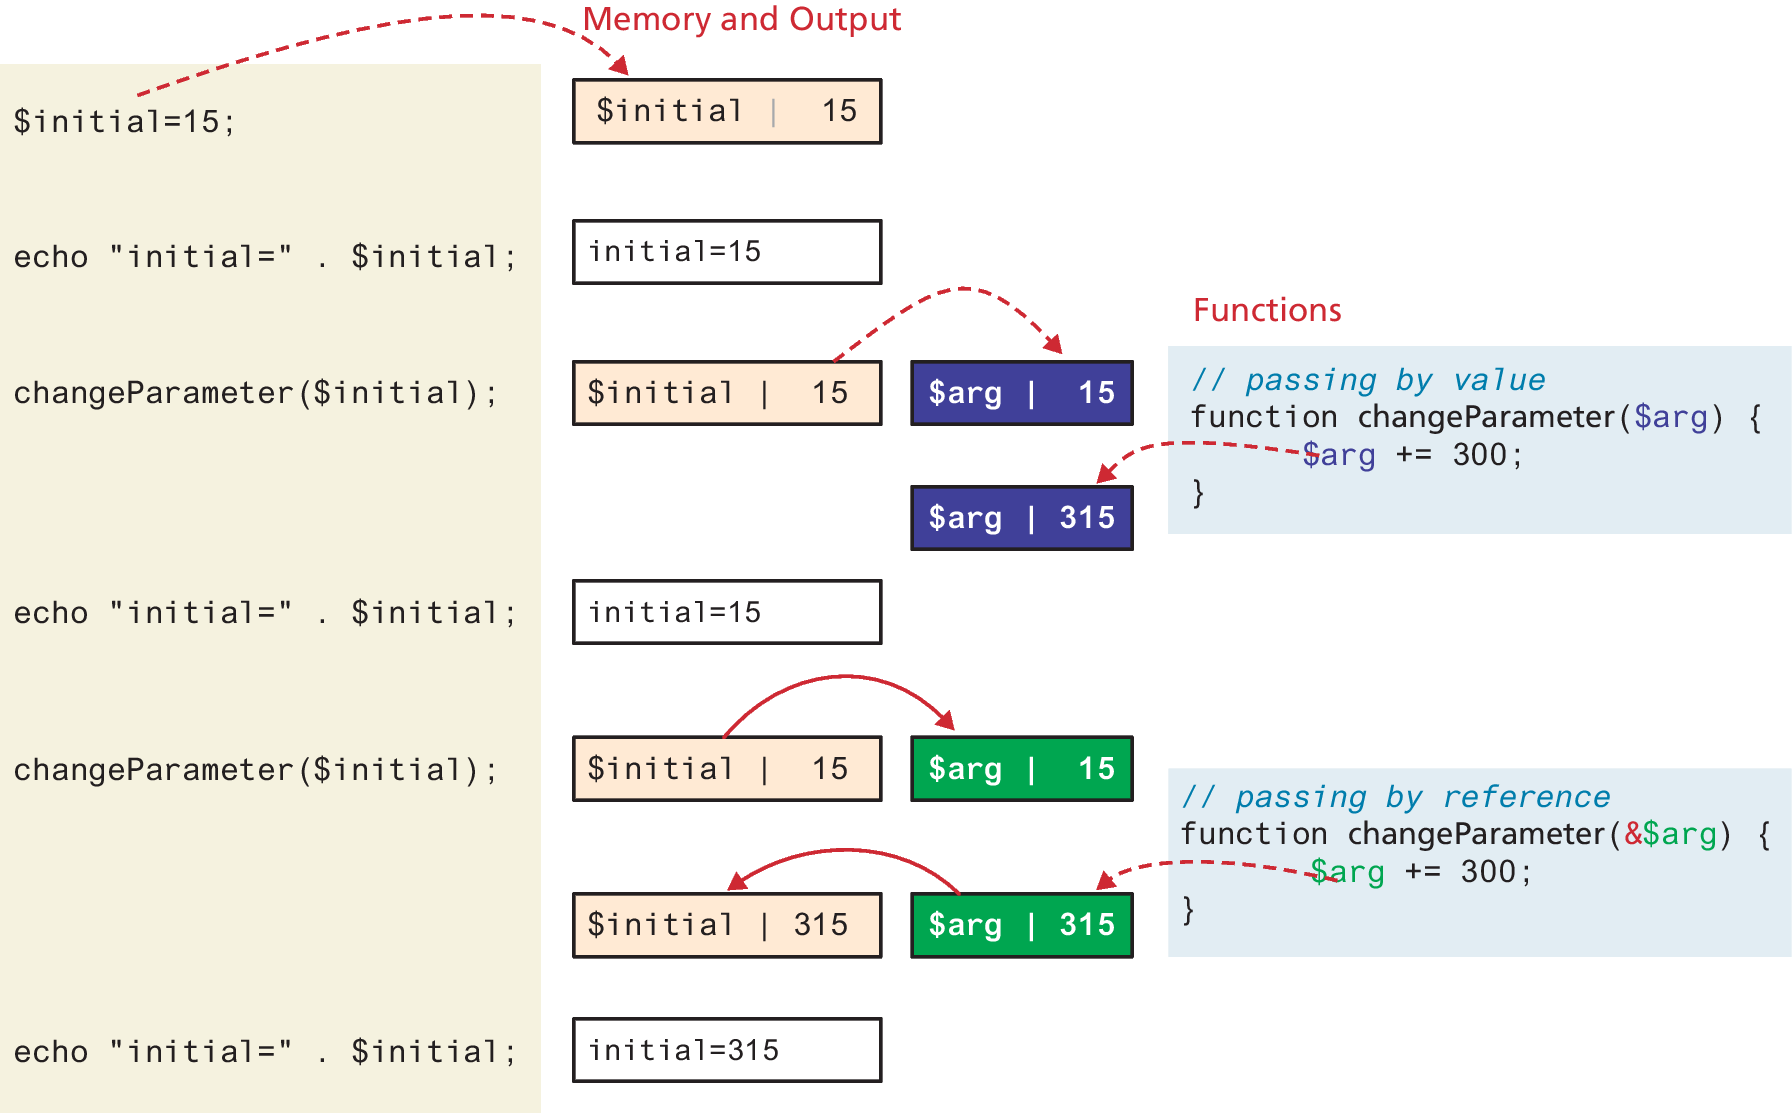 Memory and Output
$initial=15;
$initial | 15
echo "initial=" . $initial;
initial=15
Functions
changeParameter($initial);
$initial | 15
$arg | 15
// passing by value
function changeParameter($arg) {
$arg += 300;
}
$arg | 315
echo "initial=" . $initial;
initial=15
changeParameter($initial);
$initial | 15
$arg | 15
// passing by reference
function changeParameter(&$arg) {
$arg += 300;
}
$initial | 315
$arg | 315
echo "initial=" . $initial;
initial=315